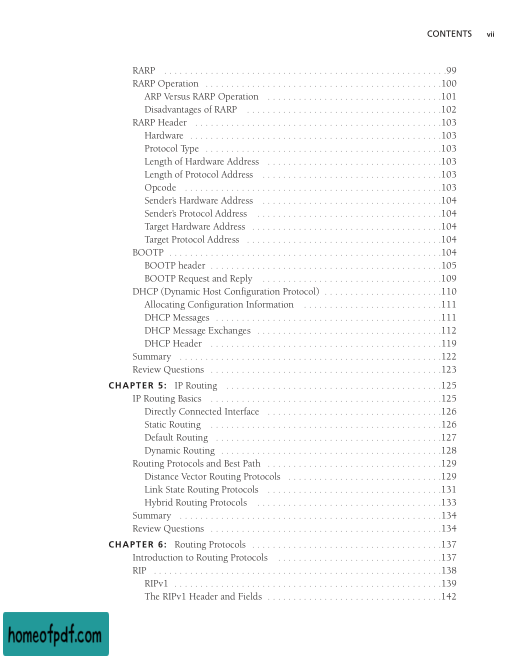 CONTENTS vii
RARP 99
RARP Operation 100
ARP Versus RARP Operation 101
Disadvantages of RARP 102
RARP Header 103
Hardware 103
Protocol Type 103
Length of Hardware Address 103
Length of Protocol Address 103
Opcode 103
Sender's Hardware Address 104
Sender's Protocol Address 104
Target Hardware Address 104
Target Protocol Address 104
BOOTP 104
BOOTP header 105
BOOTP Request and Reply 109
DHCP (Dynamic Host Configuration Protocol) 110
Allocating Configuration Information 111
DHCP Messages 111
DHCP Message Exchanges 112
DHCP Header 119
Summary 122
Review Questions 123
CHAPTER 5: IP Routing 125
IP Routing Basics 125
Directly Connected Interface 126
Static Routing 126
Default Routing 127
Dynamic Routing 128
Routing Protocols and Best Path 129
Distance Vector Routing Protocols 129
Link State Routing Protocols 131
Hybrid Routing Protocols 133
Summary 134
Review Questions 134
CHAPTER 6: Routing Protocols 137
Introduction to Routing Protocols 137
RIP 138
RIPv1 139
The RIPv1 Header and Fields 142
homeofpdf.com